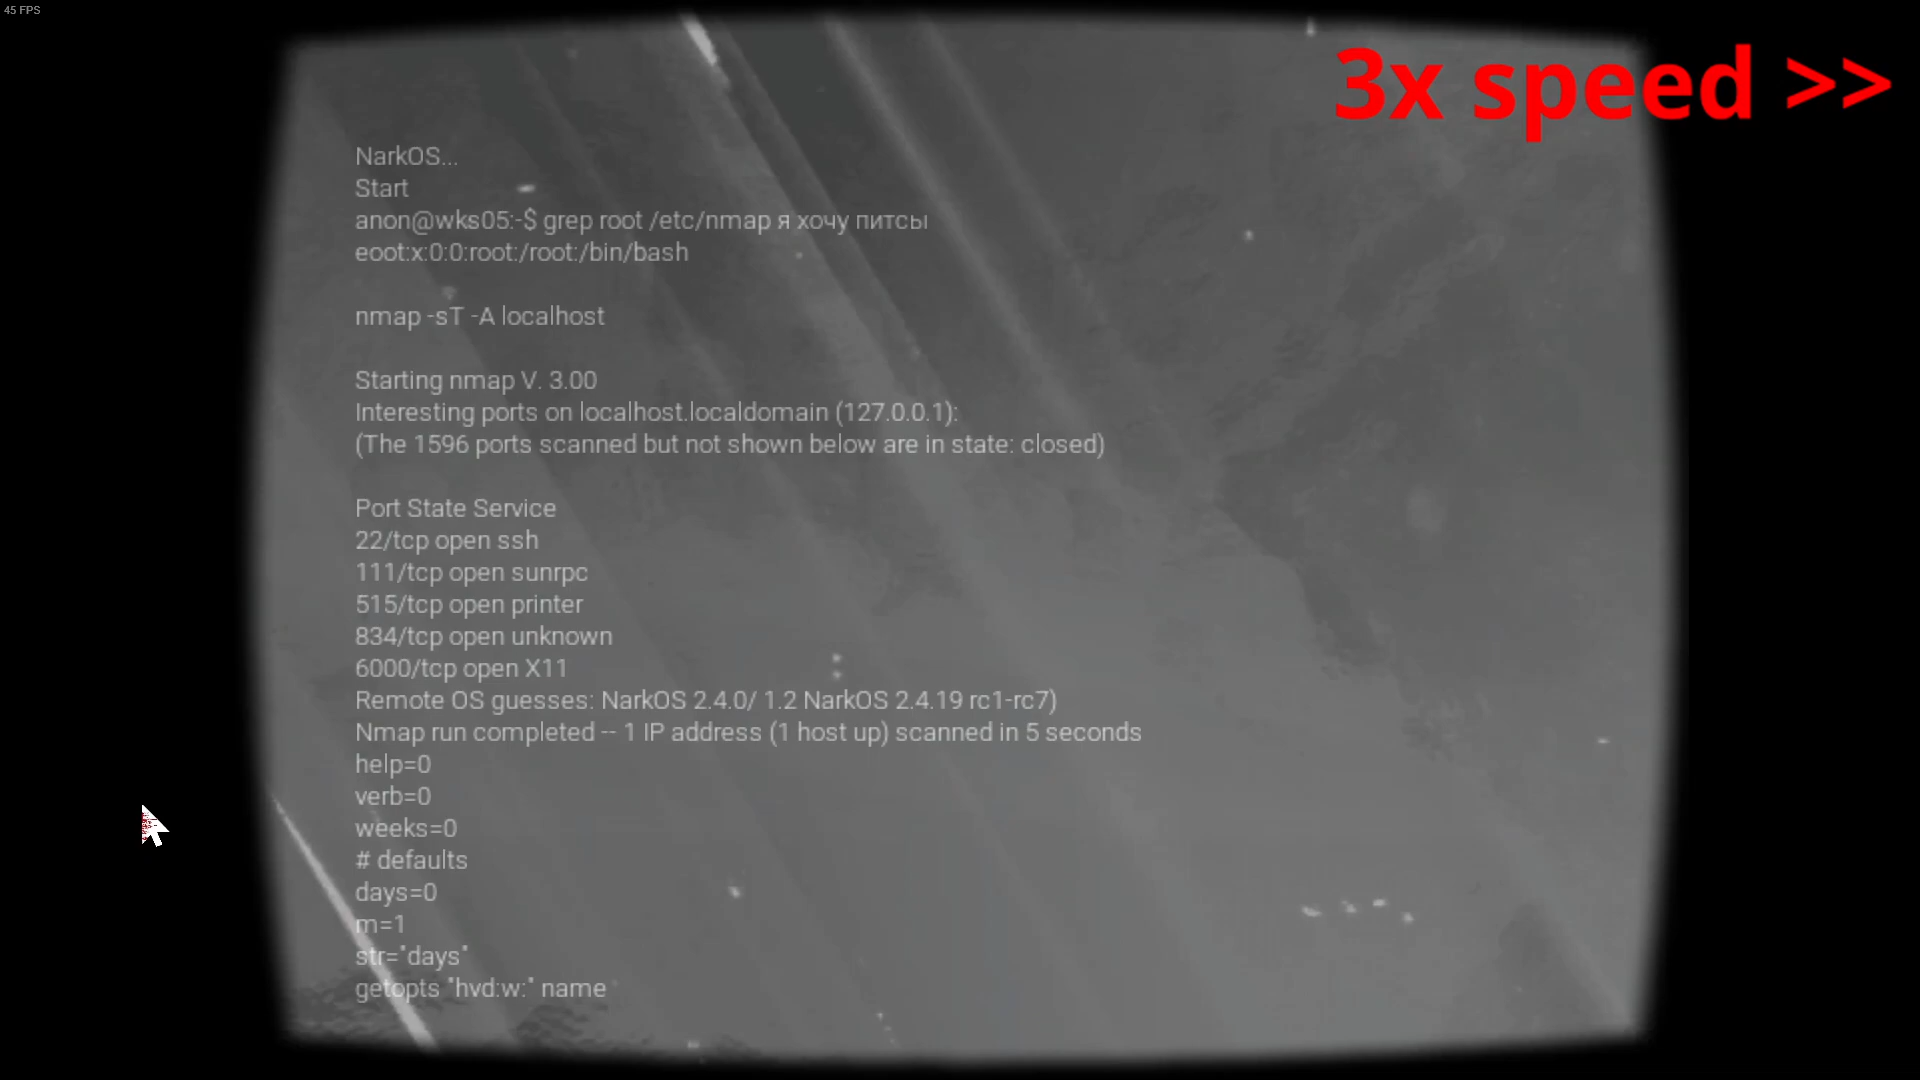 45 FPS
3x speed >>
NarkOS...
Start
anon@wks05:-$ grep root /etc/nmap я хочу питсы
eoot:x:0:0:root:/root:/bin/bash
nmap -sT -A localhost
Starting nmap V. 3.00
Interesting ports on localhost.localdomain (127.0.0.1):
(The 1596 ports scanned but not shown below are in state: closed)
Port State Service
22/tcp open ssh
111/tcp open sunrpc
515/tcp open printer
834/tcp open unknown
6000/tcp open X11
Remote OS guesses: NarkOS 2.4.0/ 1.2 NarkOS 2.4.19 rc1-rc7)
Nmap run completed -- 1 IP address (1 host up) scanned in 5 seconds
help=0
verb=0
weeks=0
# defaults
days=0
m=1
str="days"
getopts "hvd:w:" name